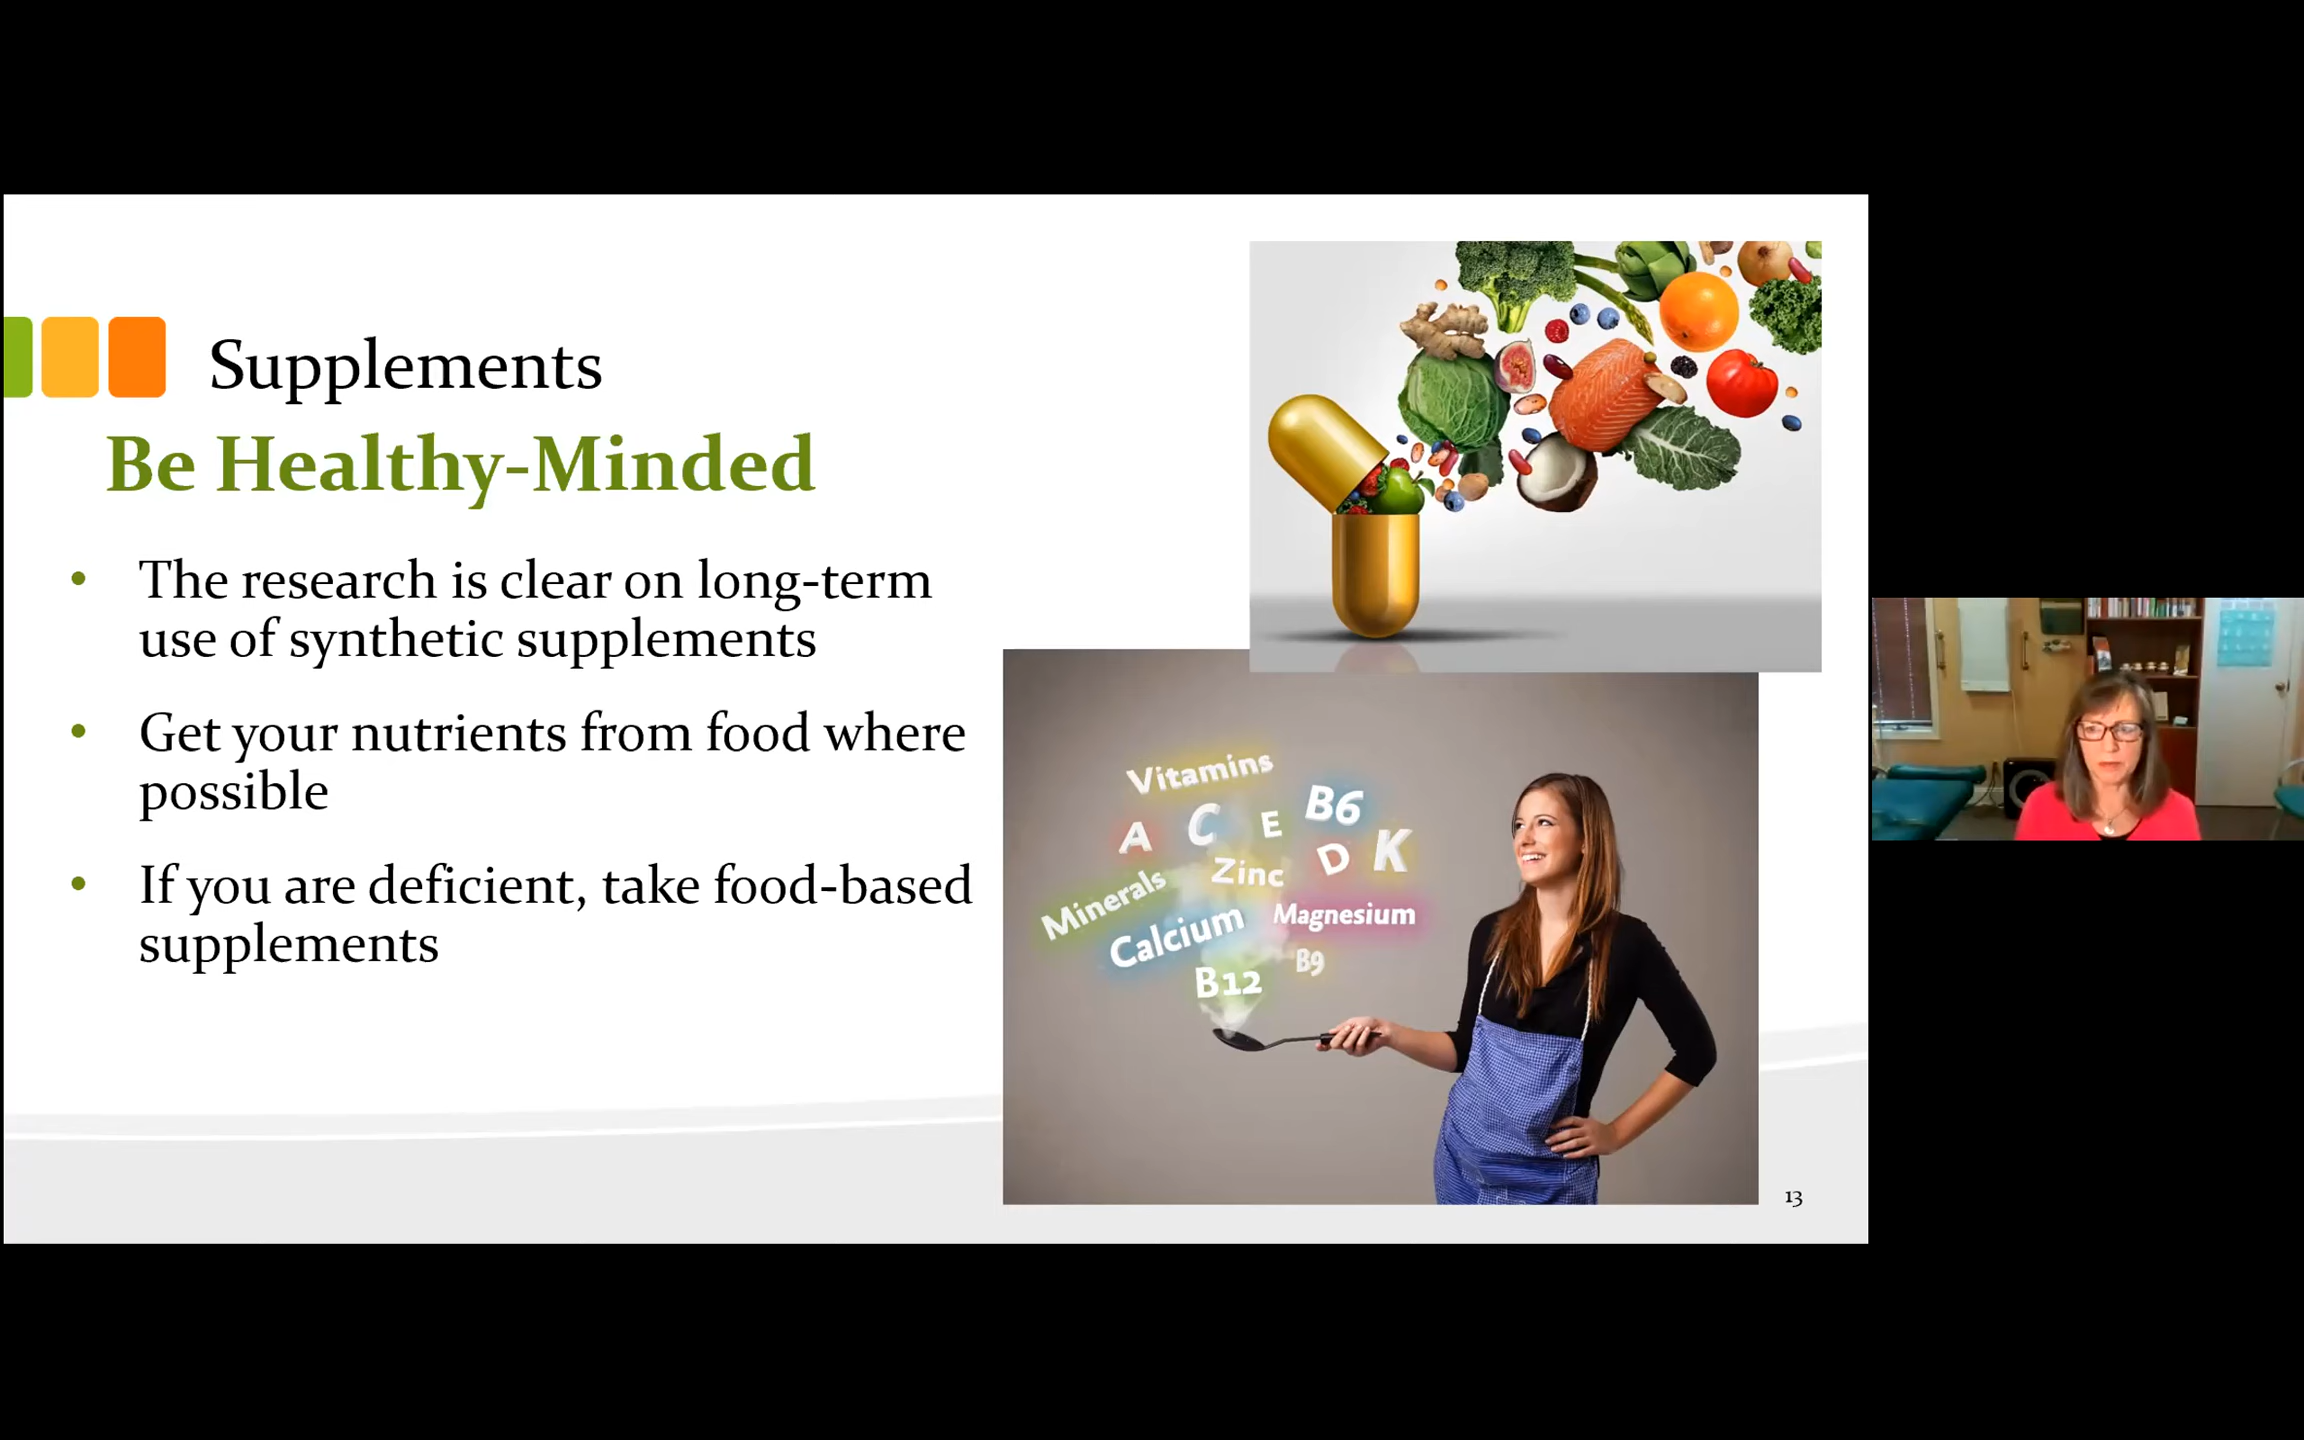 Supplements
Be Healthy-Minded
• The research is clear on long-term
use of synthetic supplements
• Get your nutrients from food where
possible
• If you are deficient, take food-based
supplements
Vitamins
A C E B6
Zinc D K
Minerals
Calcium Magnesium
B12 B9
13